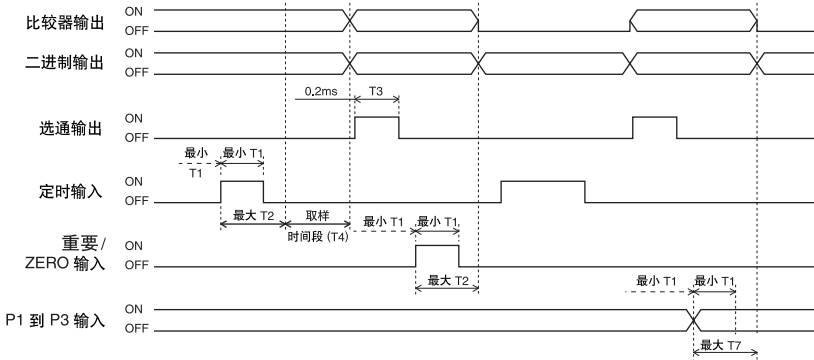 比较器输出 ON
OFF
二进制输出 ON
OFF
0.2ms T3
选通输出 ON
OFF
最小 T1 最小 T1
定时输入 ON
OFF
最大 T2 取样时间段 (T4)
最小 T1 最小 T1
重要/
ZERO 输入 ON
OFF
最大 T2
最小 T1 最小 T1
P1 到 P3 输入 ON
OFF
最大 T7